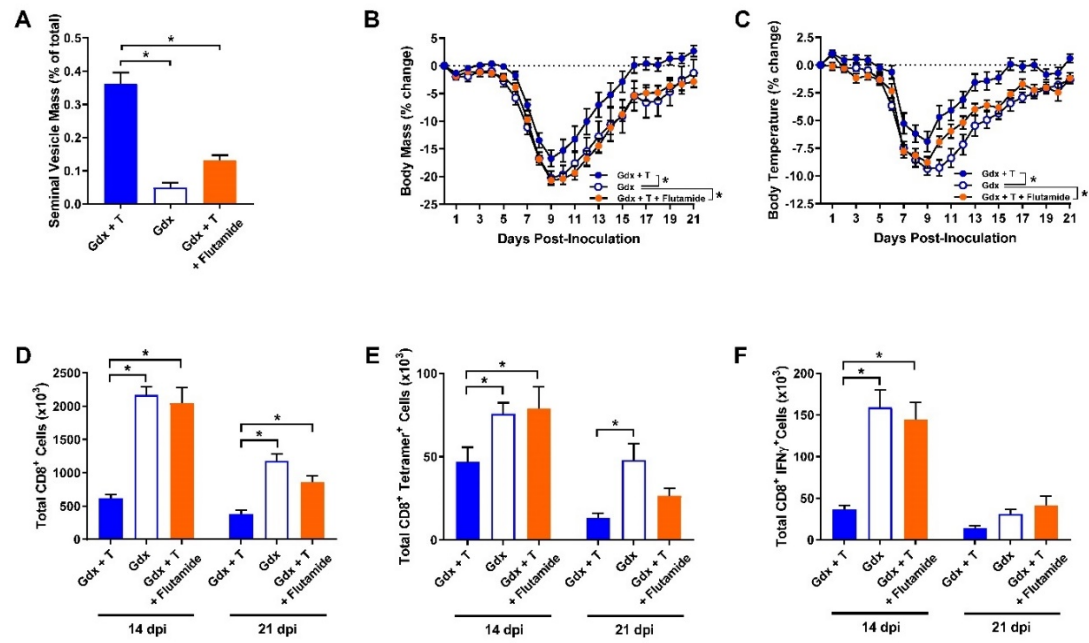 A
Seminal Vesicle Mass (% of total)
0.5
0.4
0.3
0.2
0.1
0.0
*
*
Gdx + T
Gdx
Gdx + T
+ Flutamide
B
Body Mass (% change)
5
0
-5
-10
-15
-20
-25
Gdx + T
Gdx
Gdx + T + Flutamide
*
*
1 3 5 7 9 11 13 15 17 19 21
Days Post-Inoculation
C
Body Temperature (% change)
2.5
0.0
-2.5
-5.0
-7.5
-10.0
-12.5
Gdx + T
Gdx
Gdx + T + Flutamide
*
*
1 3 5 7 9 11 13 15 17 19 21
Days Post-Inoculation
D
Total CD8⁺ Cells (x10³)
2500
2000
1500
1000
500
0
*
*
*
*
Gdx + T
Gdx
Gdx + T
+ Flutamide
Gdx + T
Gdx
Gdx + T
+ Flutamide
14 dpi
21 dpi
E
Total CD8⁺ Tetramer⁺ Cells (x10³)
100
50
0
*
*
*
Gdx + T
Gdx
Gdx + T
+ Flutamide
Gdx + T
Gdx
Gdx + T
+ Flutamide
14 dpi
21 dpi
F
Total CD8⁺ IFNγ⁺ Cells (x10³)
200
150
100
50
0
*
*
Gdx + T
Gdx
Gdx + T
+ Flutamide
Gdx + T
Gdx
Gdx + T
+ Flutamide
14 dpi
21 dpi